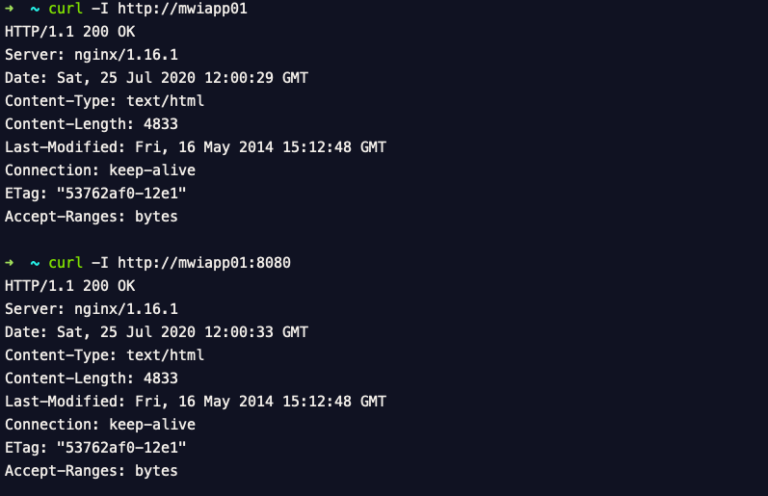 ➜  ~ curl -I http://mwiapp01
HTTP/1.1 200 OK
Server: nginx/1.16.1
Date: Sat, 25 Jul 2020 12:00:29 GMT
Content-Type: text/html
Content-Length: 4833
Last-Modified: Fri, 16 May 2014 15:12:48 GMT
Connection: keep-alive
ETag: "53762af0-12e1"
Accept-Ranges: bytes

➜  ~ curl -I http://mwiapp01:8080
HTTP/1.1 200 OK
Server: nginx/1.16.1
Date: Sat, 25 Jul 2020 12:00:33 GMT
Content-Type: text/html
Content-Length: 4833
Last-Modified: Fri, 16 May 2014 15:12:48 GMT
Connection: keep-alive
ETag: "53762af0-12e1"
Accept-Ranges: bytes